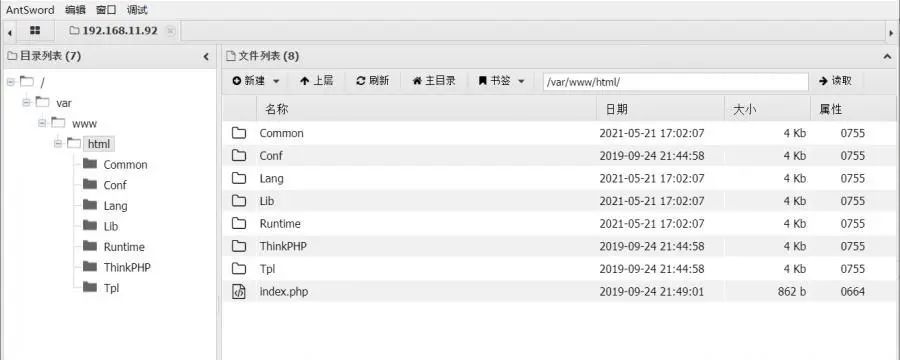 AntSword 编辑 窗口 调试
192.168.11.92
目录列表 (7)
/
var
www
html
Common
Conf
Lang
Lib
Runtime
ThinkPHP
Tpl
文件列表 (8)
新建 上层 刷新 主目录 书签 /var/www/html/ 读取
名称 日期 大小 属性
Common 2021-05-21 17:02:07 4 Kb 0755
Conf 2019-09-24 21:44:58 4 Kb 0755
Lang 2021-05-21 17:02:07 4 Kb 0755
Lib 2021-05-21 17:02:07 4 Kb 0755
Runtime 2021-05-21 17:02:07 4 Kb 0755
ThinkPHP 2019-09-24 21:44:58 4 Kb 0755
Tpl 2019-09-24 21:44:58 4 Kb 0755
index.php 2019-09-24 21:49:01 862 b 0664